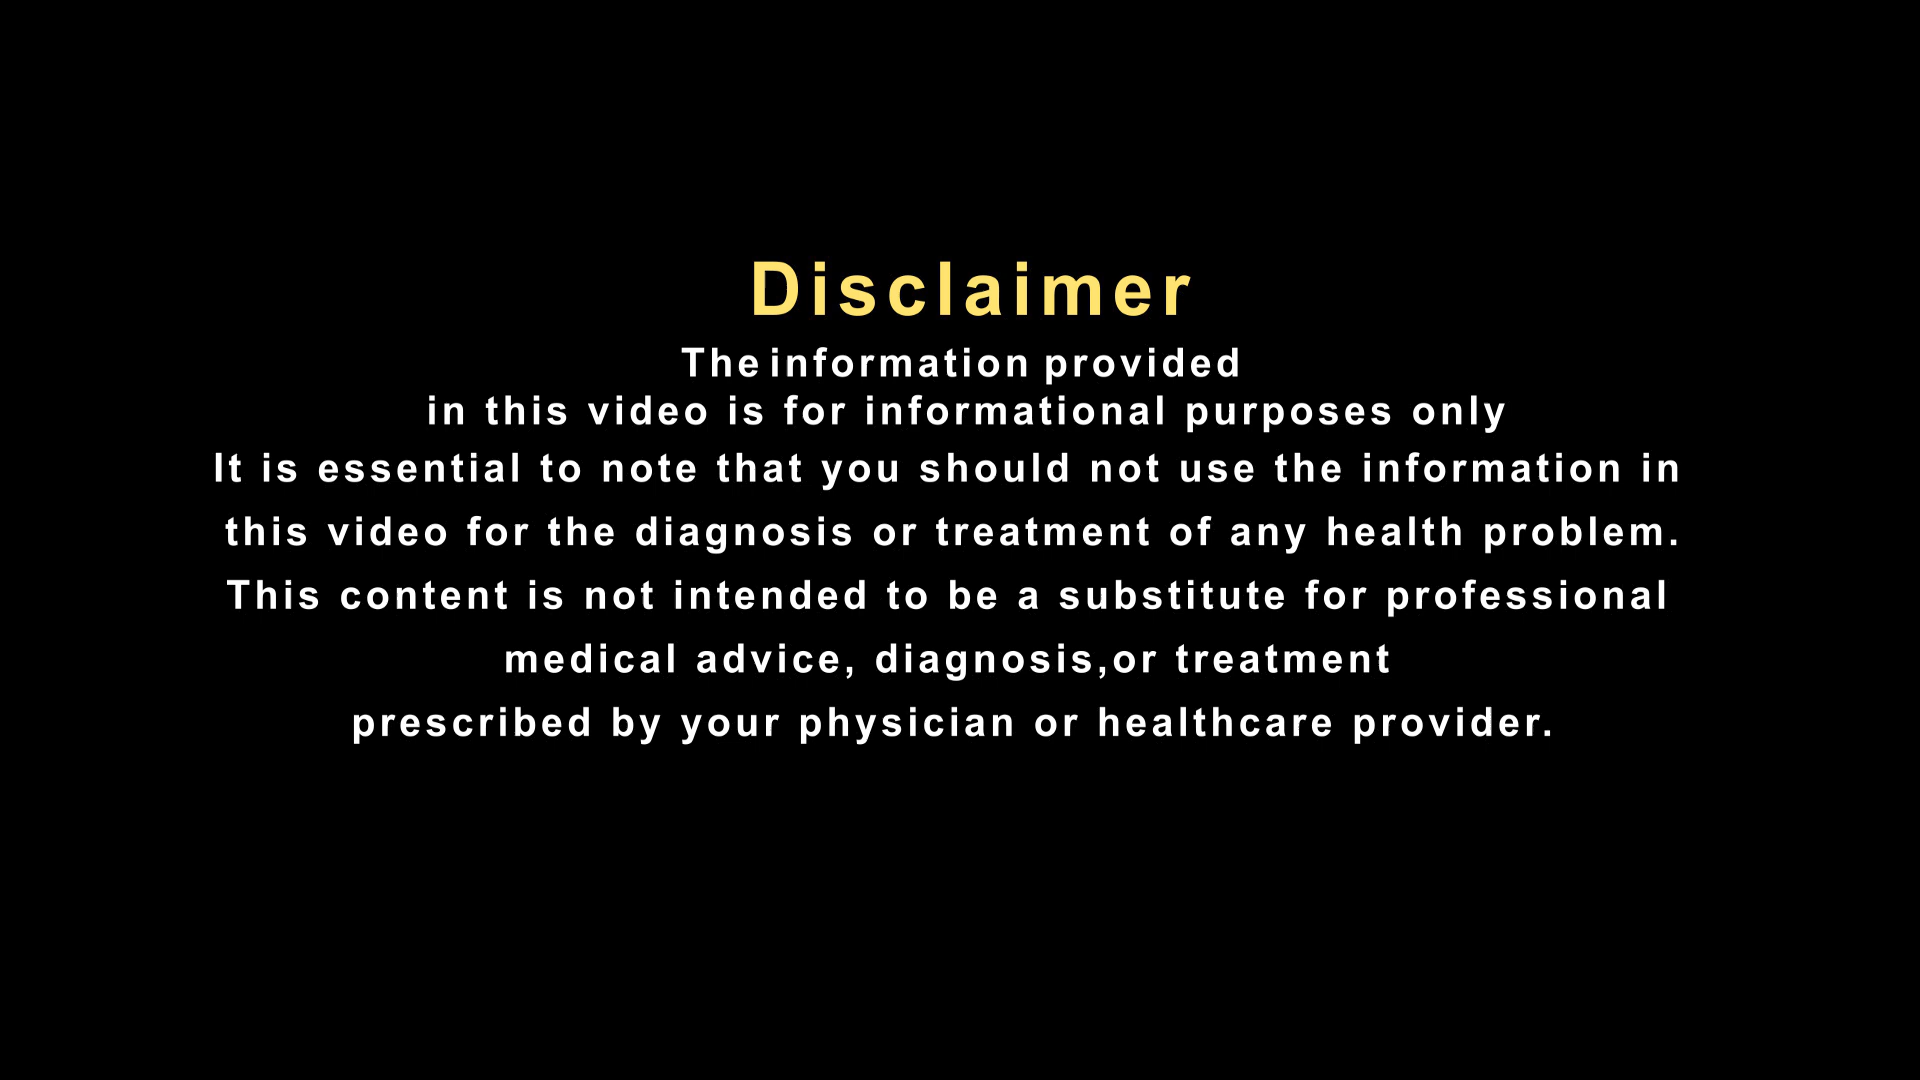 Disclaimer
The information provided
in this video is for informational purposes only
It is essential to note that you should not use the information in
this video for the diagnosis or treatment of any health problem.
This content is not intended to be a substitute for professional
medical advice, diagnosis,or treatment
prescribed by your physician or healthcare provider.